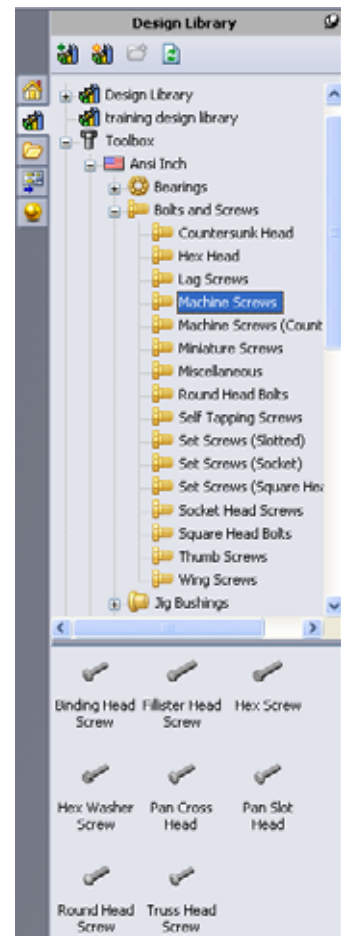 Design Library
Design Library
training design library
Toolbox
Ansi Inch
Bearings
Bolts and Screws
Countersunk Head
Hex Head
Lag Screws
Machine Screws
Machine Screws (Count
Miniature Screws
Miscellaneous
Round Head Bolts
Self Tapping Screws
Set Screws (Slotted)
Set Screws (Socket)
Set Screws (Square Hea
Socket Head Screws
Square Head Bolts
Thumb Screws
Wing Screws
Jig Bushings
Binding Head Fillister Head Hex Screw
Screw Screw
Hex Washer Pan Cross Pan Slot
Screw Head Head
Round Head Truss Head
Screw Screw